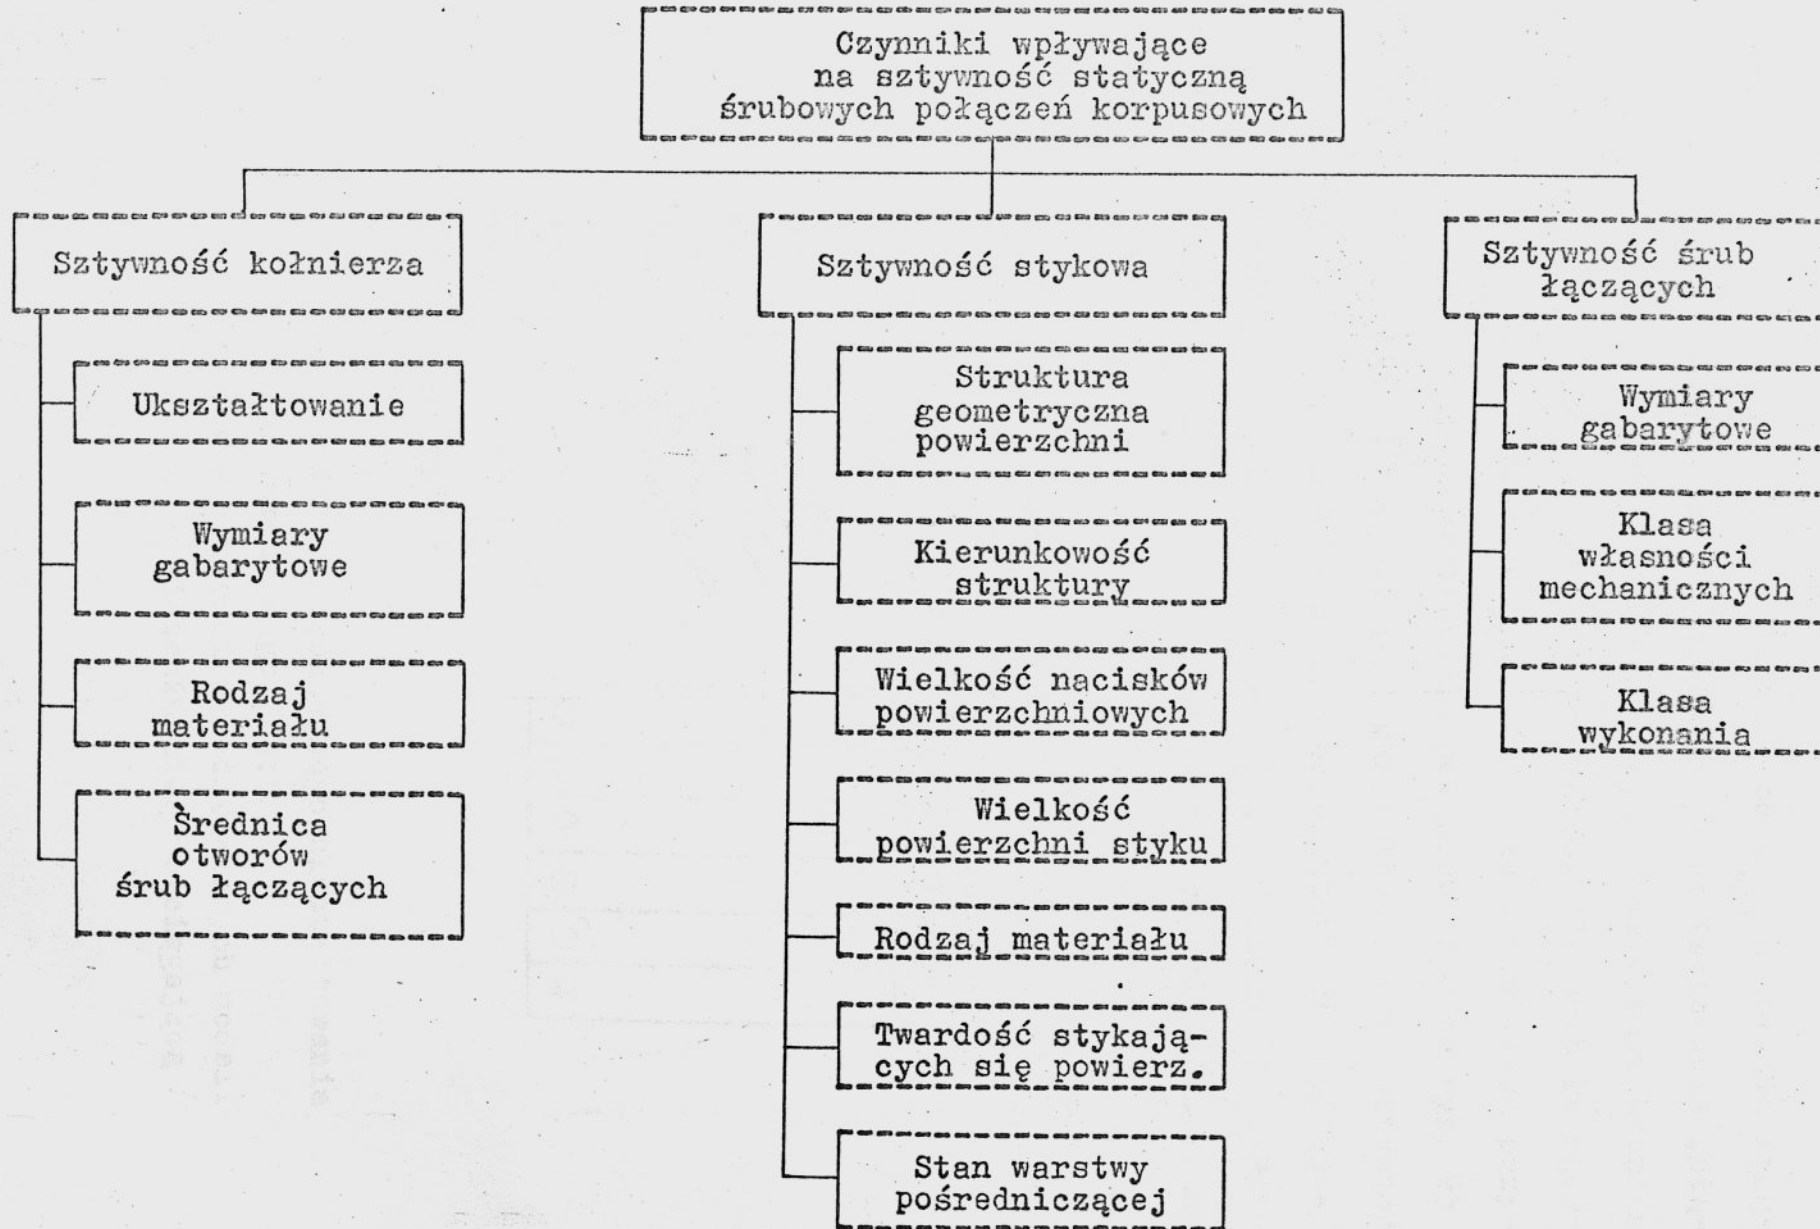 Czynniki wpływające
na sztywność statyczną
śrubowych połączeń korpusowych
Sztywność kołnierza
Ukształtowanie
Wymiary
gabarytowe
Rodzaj
materiału
Średnica
otworów
śrub łączących
Sztywność stykowa
Struktura
geometryczna
powierzchni
Kierunkowość
struktury
Wielkość nacisków
powierzchniowych
Wielkość
powierzchni styku
Rodzaj materiału
Twardość stykają-
cych się powierz.
Stan warstwy
pośredniczącej
Sztywność śrub
łączących
Wymiary
gabarytowe
Klasa
własności
mechanicznych
Klasa
wykonania